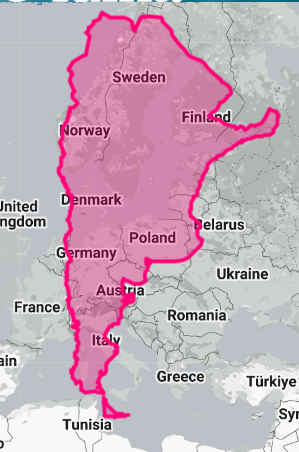 Sweden
Finland
Norway
Denmark
United
ngdom
Belarus
Poland
Germany
Ukraine
Austria
France
Romania
Italy
ain
Greece
Türkiye
Tunisia
Syr